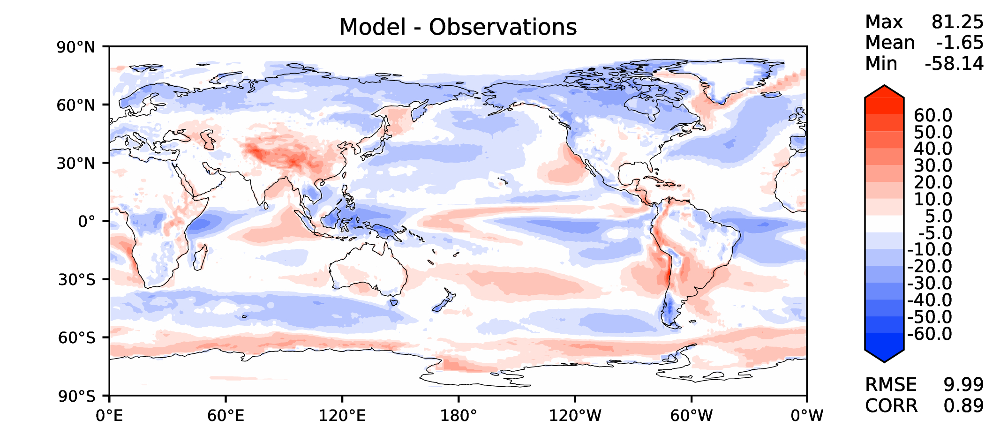 Model - Observations
Max 81.25
Mean -1.65
Min -58.14
90°N
60°N
30°N
0°
30°S
60°S
90°S
0°E 60°E 120°E 180° 120°W 60°W 0°W
60.0
50.0
40.0
30.0
20.0
10.0
5.0
-5.0
-10.0
-20.0
-30.0
-40.0
-50.0
-60.0
RMSE 9.99
CORR 0.89